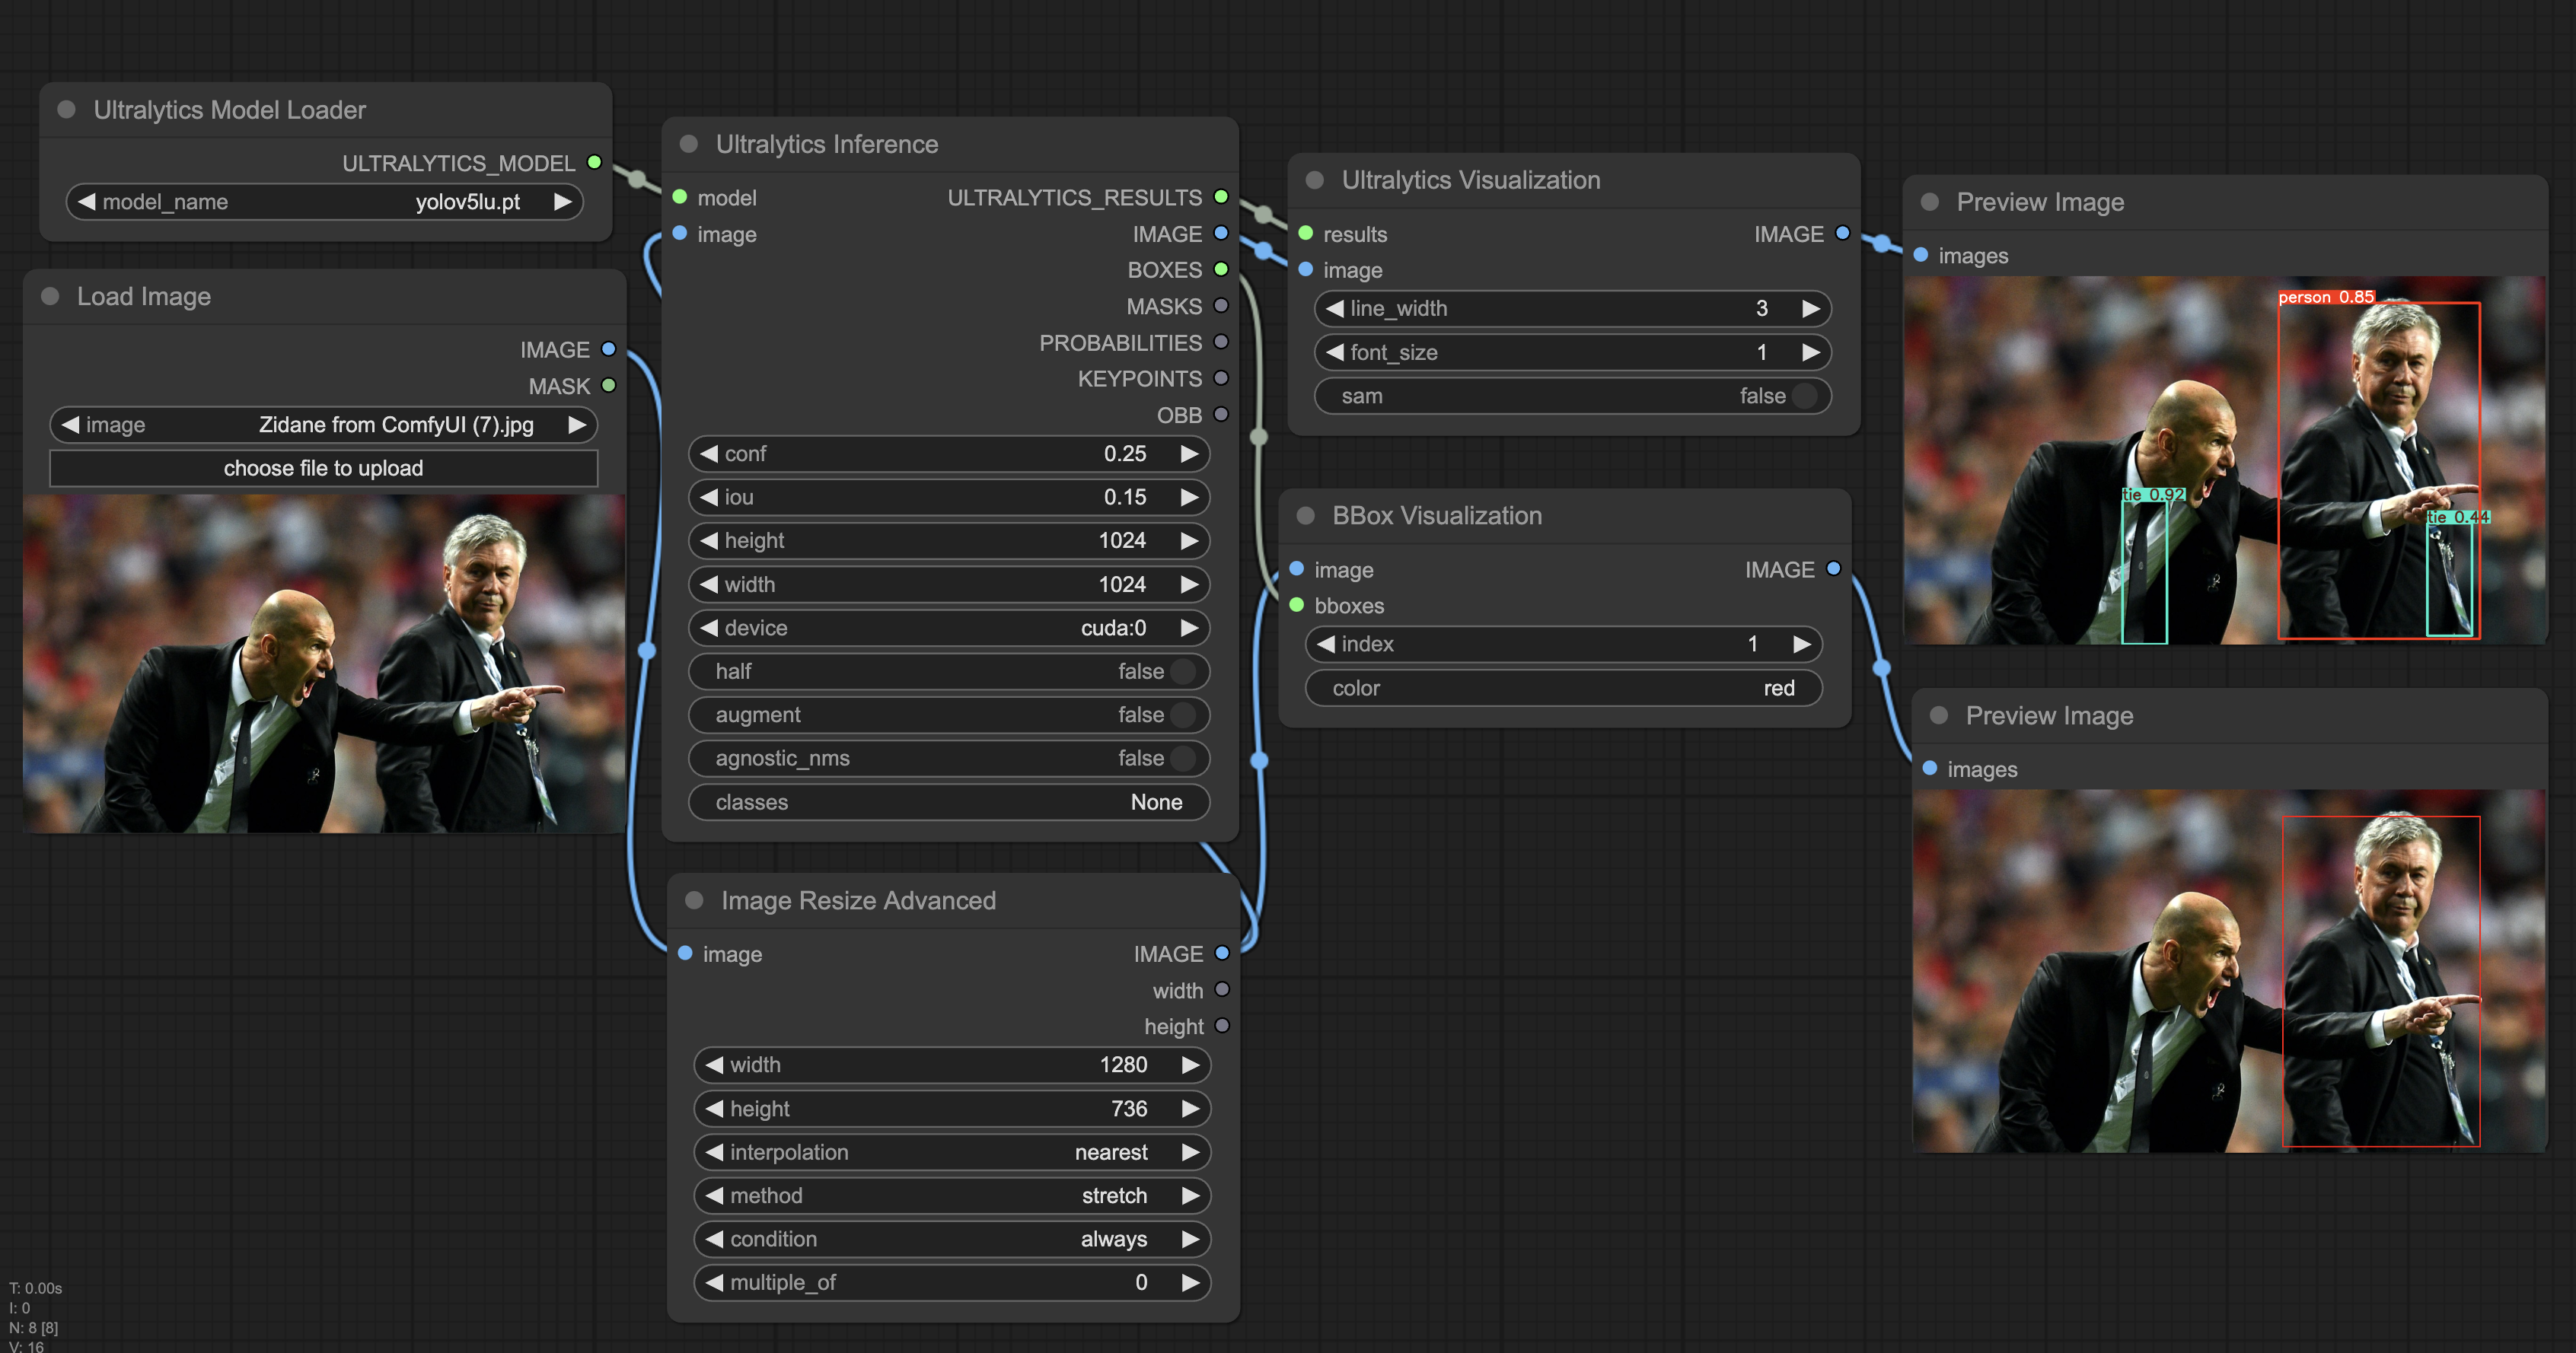 Ultralytics Model Loader
ULTRALYTICS_MODEL
model_name yolov5lu.pt
Load Image
IMAGE
MASK
image Zidane from ComfyUI (7).jpg
choose file to upload
Ultralytics Inference
model ULTRALYTICS_RESULTS
image IMAGE
BOXES
MASKS
PROBABILITIES
KEYPOINTS
OBB
conf 0.25
iou 0.15
height 1024
width 1024
device cuda:0
half false
augment false
agnostic_nms false
classes None
Image Resize Advanced
image IMAGE
width
height
width 1280
height 736
interpolation nearest
method stretch
condition always
multiple_of 0
Ultralytics Visualization
results IMAGE
image
line_width 3
font_size 1
sam false
BBox Visualization
image IMAGE
bboxes
index 1
color red
Preview Image
images
person 0.85
tie 0.92
tie 0.44
Preview Image
images
T: 0.00s
I: 0
N: 8 [8]
V: 16